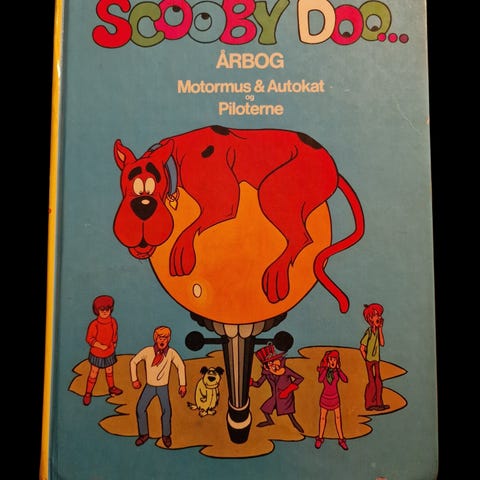 SCOOBY DOO...
ÅRBOG
Motormus & Autokat
og
Piloterne